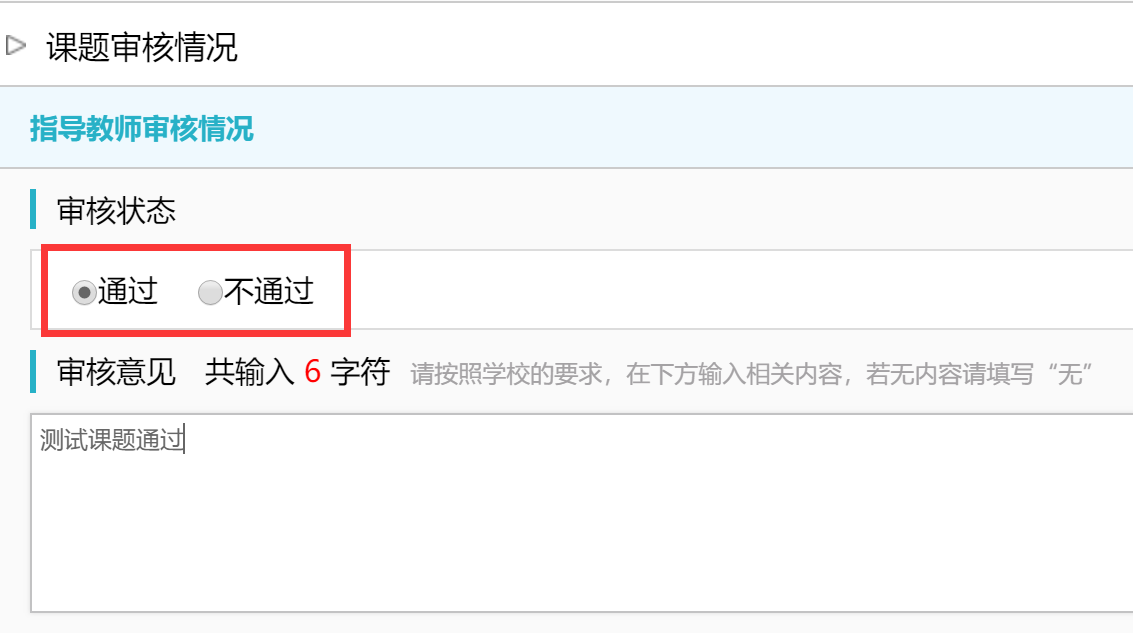 课题审核情况
指导教师审核情况
审核状态
通过 不通过
审核意见 共输入 6 字符 请按照学校的要求，在下方输入相关内容，若无内容请填写“无”
测试课题通过